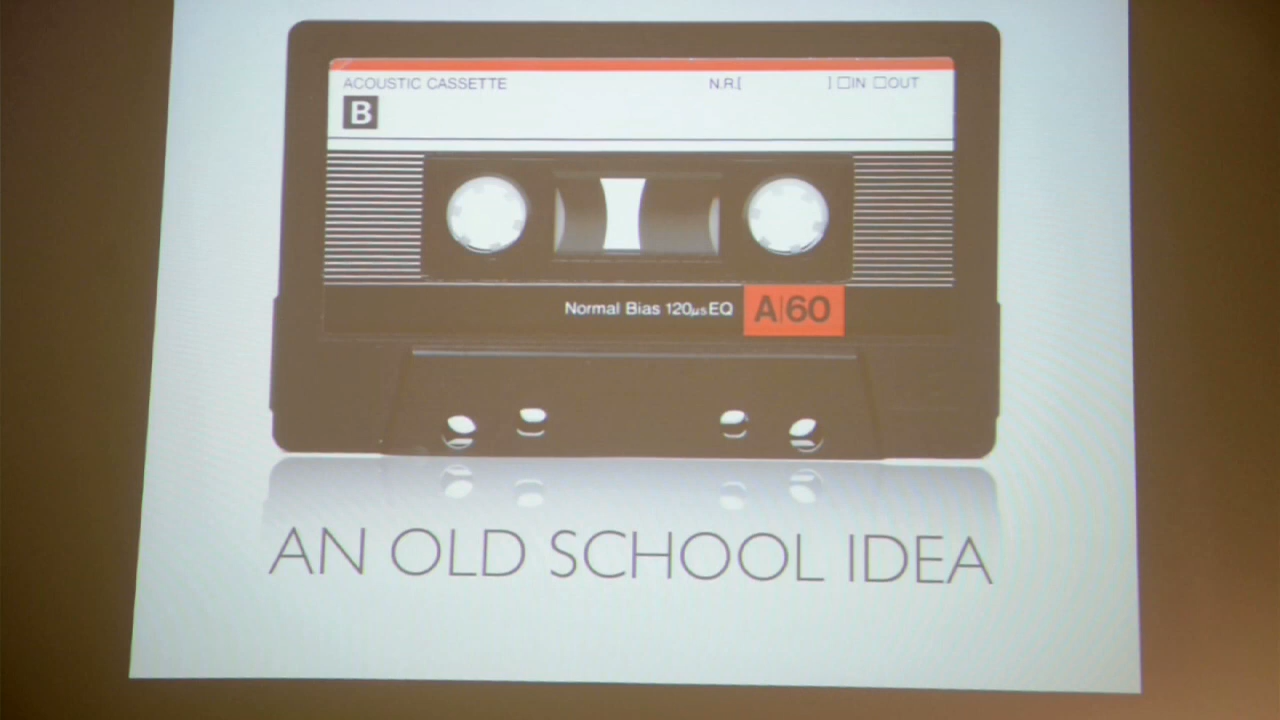 ACOUSTIC CASSETTE N.R.[ ] □IN □OUT
B
Normal Bias 120µs EQ A|60
AN OLD SCHOOL IDEA